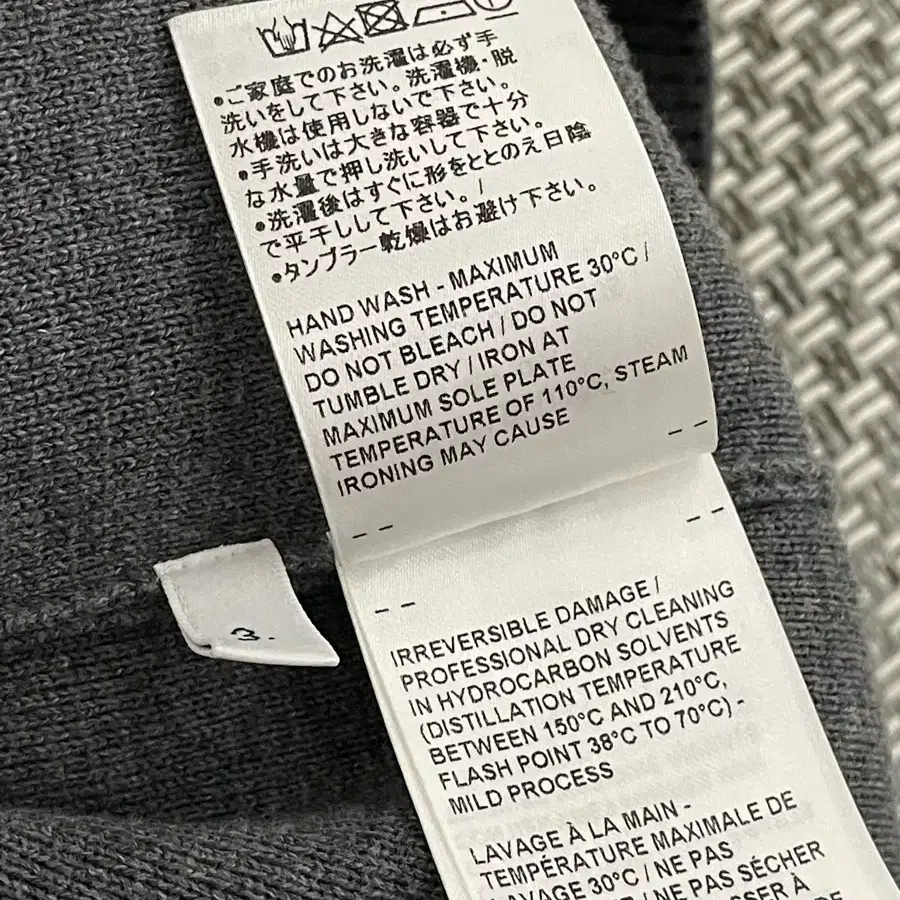 •ご家庭でのお洗濯は必ず手
洗いをして下さい。洗濯機・脱
水機は使用しないで下さい。
•手洗いは大きな容器で十分
な水量で押し洗いして下さい。
•洗濯後はすぐに形をととのえ日陰
で平干しして下さい。/
•タンブラー乾燥はお避け下さい。
HAND WASH - MAXIMUM
WASHING TEMPERATURE 30°C /
DO NOT BLEACH / DO NOT
TUMBLE DRY / IRON AT
MAXIMUM SOLE PLATE
TEMPERATURE OF 110°C, STEAM
IRONING MAY CAUSE
3.
IRREVERSIBLE DAMAGE /
PROFESSIONAL DRY CLEANING
IN HYDROCARBON SOLVENTS
(DISTILLATION TEMPERATURE
BETWEEN 150°C AND 210°C,
FLASH POINT 38°C TO 70°C) -
MILD PROCESS
LAVAGE À LA MAIN -
TEMPÉRATURE MAXIMALE DE
LAVAGE 30°C / NE PAS
/ NE PAS SÉCHER
À
DE